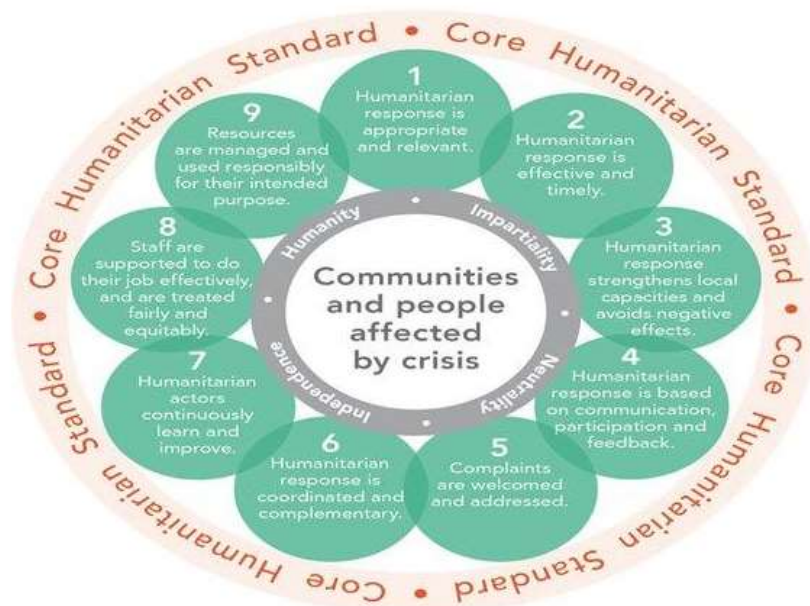 Core Humanitarian Standard • Core Humanitarian Standard • Core Humanitarian Standard • Core Humanitarian Standard • Core Humanitarian Standard •
1
Humanitarian
response is
appropriate
and relevant.
2
Humanitarian
response is
effective and
timely.
3
Humanitarian
response
strengthens local
capacities and
avoids negative
effects.
4
Humanitarian
response is based
on communication,
participation and
feedback.
5
Complaints
are welcomed
and addressed.
6
Humanitarian
response is
coordinated and
complementary.
7
Humanitarian
actors
continuously
learn and
improve.
8
Staff are
supported to do
their job effectively,
and are treated
fairly and
equitably.
9
Resources
are managed and
used responsibly
for their intended
purpose.
Humanity
Impartiality
Neutrality
Independence
Communities
and people
affected
by crisis